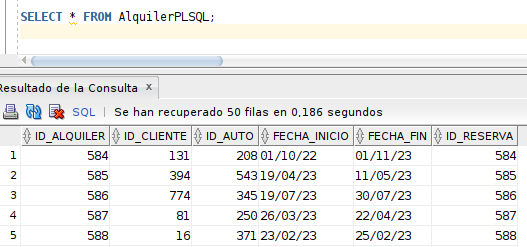 SELECT * FROM AlquilerPLSQL;
Resultado de la Consulta x
SQL | Se han recuperado 50 filas en 0,186 segundos
ID_ALQUILER ID_CLIENTE ID_AUTO FECHA_INICIO FECHA_FIN ID_RESERVA
1 584 131 208 01/10/22 01/11/23 584
2 585 394 543 19/04/23 11/05/23 585
3 586 774 345 19/07/23 30/07/23 586
4 587 81 250 26/03/23 22/04/23 587
5 588 16 371 23/02/23 25/02/23 588